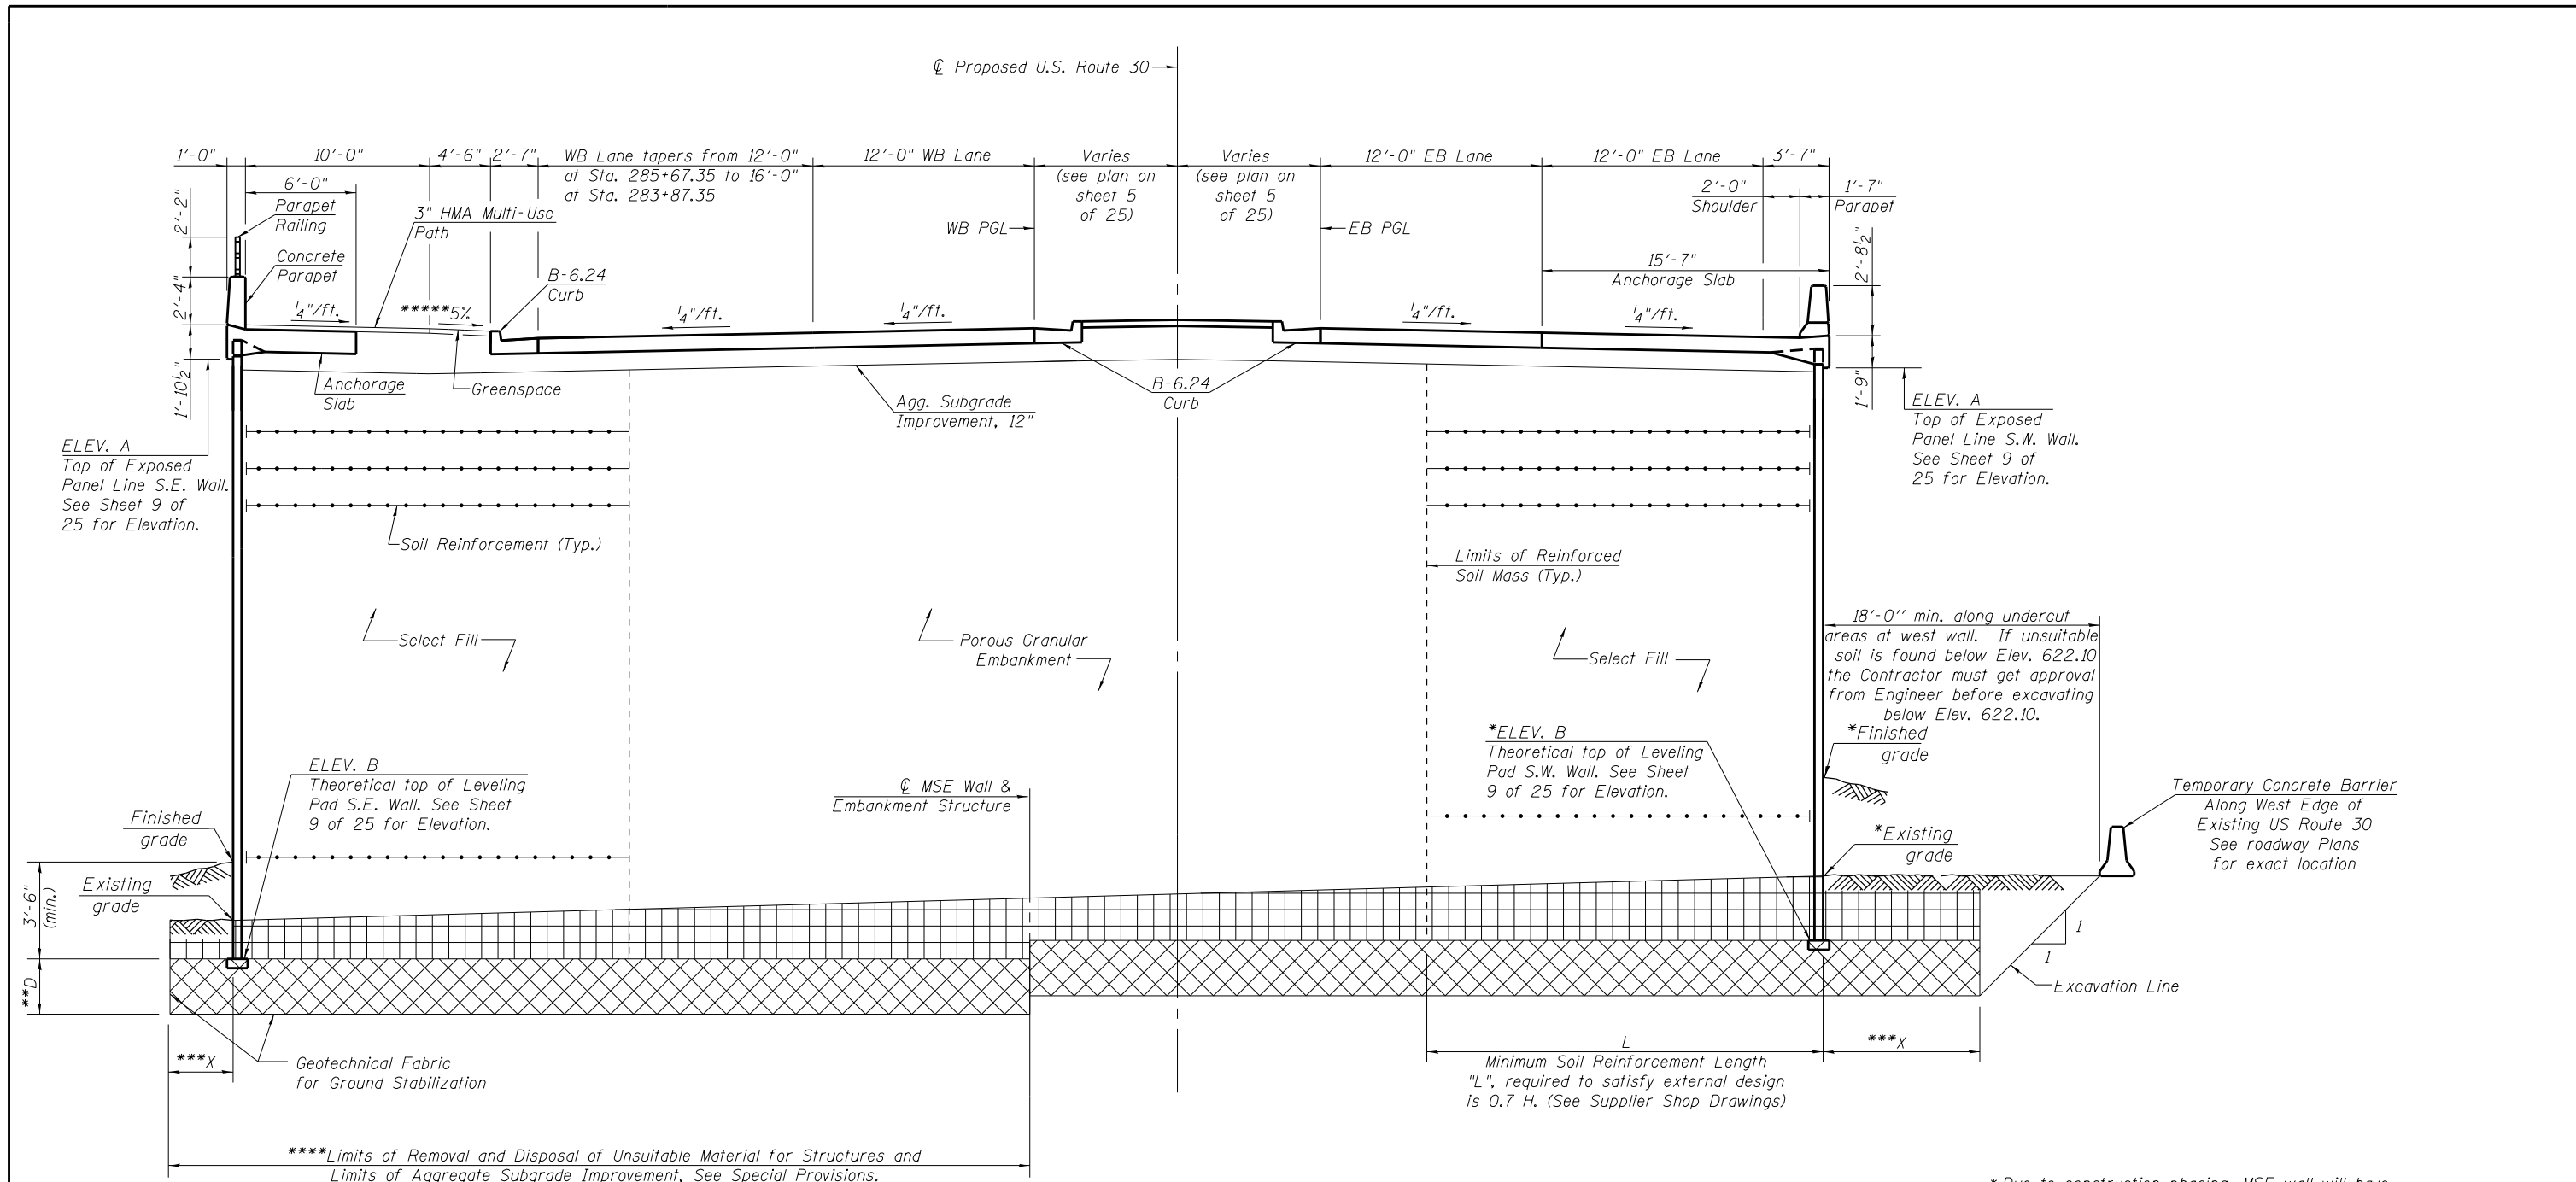 ℄ Proposed U.S. Route 30
1'-0"
10'-0"
4'-6"
2'-7"
WB Lane tapers from 12'-0"
at Sta. 285+67.35 to 16'-0"
at Sta. 283+87.35
12'-0" WB Lane
Varies
(see plan on
sheet 5
of 25)
Varies
(see plan on
sheet 5
of 25)
12'-0" EB Lane
12'-0" EB Lane
3'-7"
6'-0"
2'-0"
Shoulder
1'-7"
Parapet
2'-2"
Parapet
Railing
3" HMA Multi-Use
Path
WB PGL
EB PGL
2'-4"
Concrete
Parapet
B-6.24
Curb
15'-7"
Anchorage Slab
2'-8½"
¼"/ft.
*****5%
¼"/ft.
¼"/ft.
¼"/ft.
¼"/ft.
1'-10½"
Anchorage
Slab
Greenspace
Agg. Subgrade
Improvement, 12"
B-6.24
Curb
1'-9"
ELEV. A
Top of Exposed
Panel Line S.E. Wall.
See Sheet 9 of
25 for Elevation.
ELEV. A
Top of Exposed
Panel Line S.W. Wall.
See Sheet 9 of
25 for Elevation.
Soil Reinforcement (Typ.)
Limits of Reinforced
Soil Mass (Typ.)
Select Fill
Porous Granular
Embankment
Select Fill
18'-0'' min. along undercut
areas at west wall. If unsuitable
soil is found below Elev. 622.10
the Contractor must get approval
from Engineer before excavating
below Elev. 622.10.
*ELEV. B
Theoretical top of Leveling
Pad S.W. Wall. See Sheet
9 of 25 for Elevation.
*Finished
grade
ELEV. B
Theoretical top of Leveling
Pad S.E. Wall. See Sheet
9 of 25 for Elevation.
℄ MSE Wall &
Embankment Structure
Temporary Concrete Barrier
Along West Edge of
Existing US Route 30
See roadway Plans
for exact location
Finished
grade
*Existing
grade
Existing
grade
3'-6"
(min.)
1
1
**D
Excavation Line
***X
Geotechnical Fabric
for Ground Stabilization
L
Minimum Soil Reinforcement Length
"L", required to satisfy external design
is 0.7 H. (See Supplier Shop Drawings)
***X
****Limits of Removal and Disposal of Unsuitable Material for Structures and
Limits of Aggregate Subgrade Improvement, See Special Provisions.
* Due to construction phasing, MSE wall will have